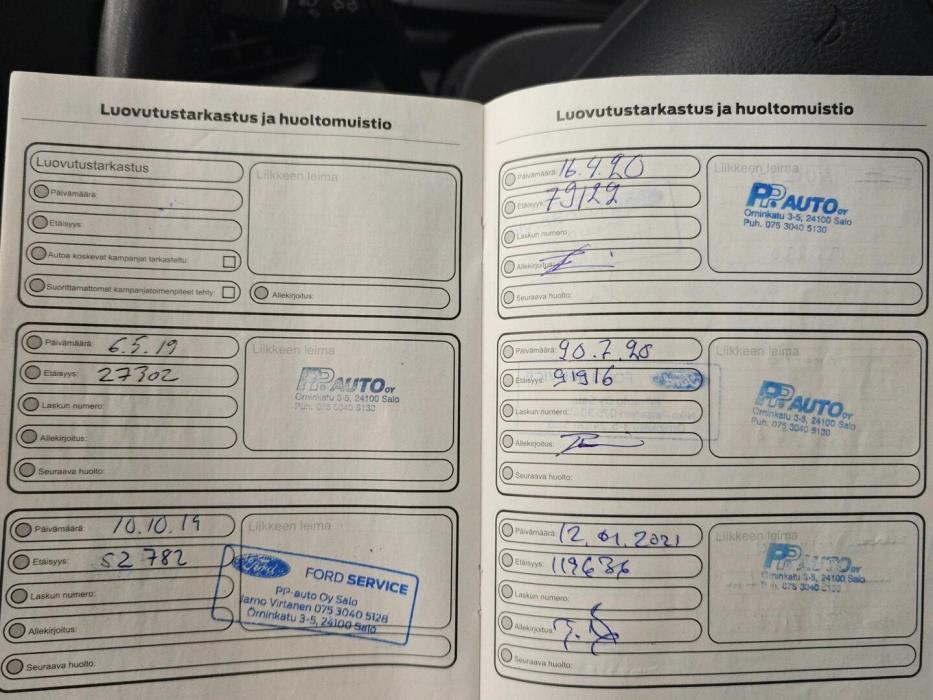 Luovutustarkastus ja huoltomuistio
Luovutustarkastus
Päivämäärä:
Etäisyys:
Autoa koskevat kampanjat tarkastettu:
Suorittamattomat kampanjatoimenpiteet tehty:
Liikkeen leima
Allekirjoitus:
Päivämäärä: 6.5.19
Etäisyys: 27302
Laskun numero:
Allekirjoitus:
Seuraava huolto:
Liikkeen leima
PP AUTO OY
Örninkatu 3-5, 24100 Salo
Puh. 075 3040 5130
Päivämäärä: 10.10.19
Etäisyys: 52 782
Laskun numero:
Allekirjoitus:
Seuraava huolto:
Liikkeen leima
Ford FORD SERVICE
PP-auto Oy Salo
Jarno Virtanen 075 3040 5128
Örninkatu 3-5, 24100 Salo
Luovutustarkastus ja huoltomuistio
Päivämäärä: 16.4.20
Etäisyys: 79122
Laskun numero:
Allekirjoitus:
Seuraava huolto:
Liikkeen leima
PP AUTO OY
Örninkatu 3-5, 24100 Salo
Puh. 075 3040 5130
Päivämäärä: 20.7.20
Etäisyys: 91916
Laskun numero:
Allekirjoitus:
Seuraava huolto:
Liikkeen leima
PP AUTO OY
Örninkatu 3-5, 24100 Salo
Puh. 075 3040 5130
Päivämäärä: 12.01.2021
Etäisyys: 119636
Laskun numero:
Allekirjoitus:
Seuraava huolto:
Liikkeen leima
PP AUTO OY
Örninkatu 3-5, 24100 Salo